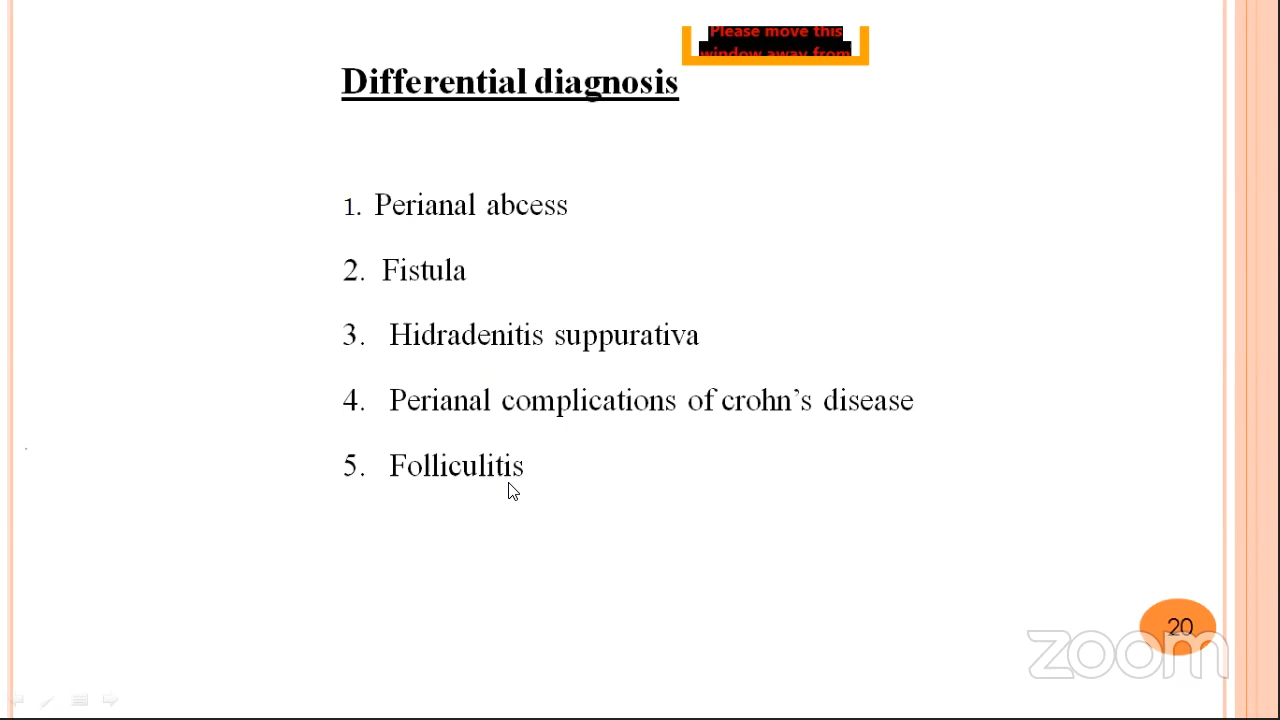 Please move this
window away from
Differential diagnosis
1. Perianal abcess
2. Fistula
3. Hidradenitis suppurativa
4. Perianal complications of crohn’s disease
5. Folliculitis
20
zoom